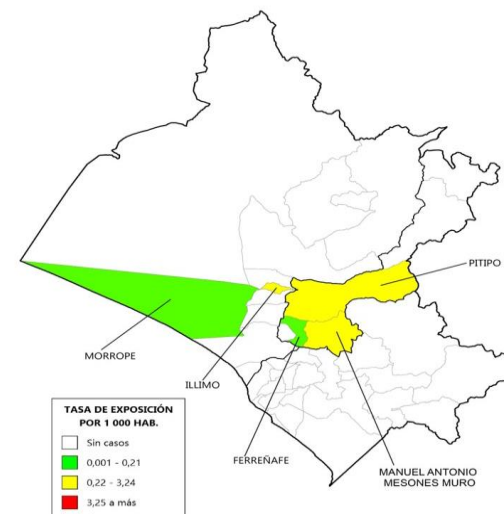 PITIPO
MORROPE
ILLIMO
FERREÑAFE
MANUEL ANTONIO
MESONES MURO
TASA DE EXPOSICIÓN
POR 1 000 HAB.
Sin casos
0,001 - 0,21
0,22 - 3,24
3,25 a más